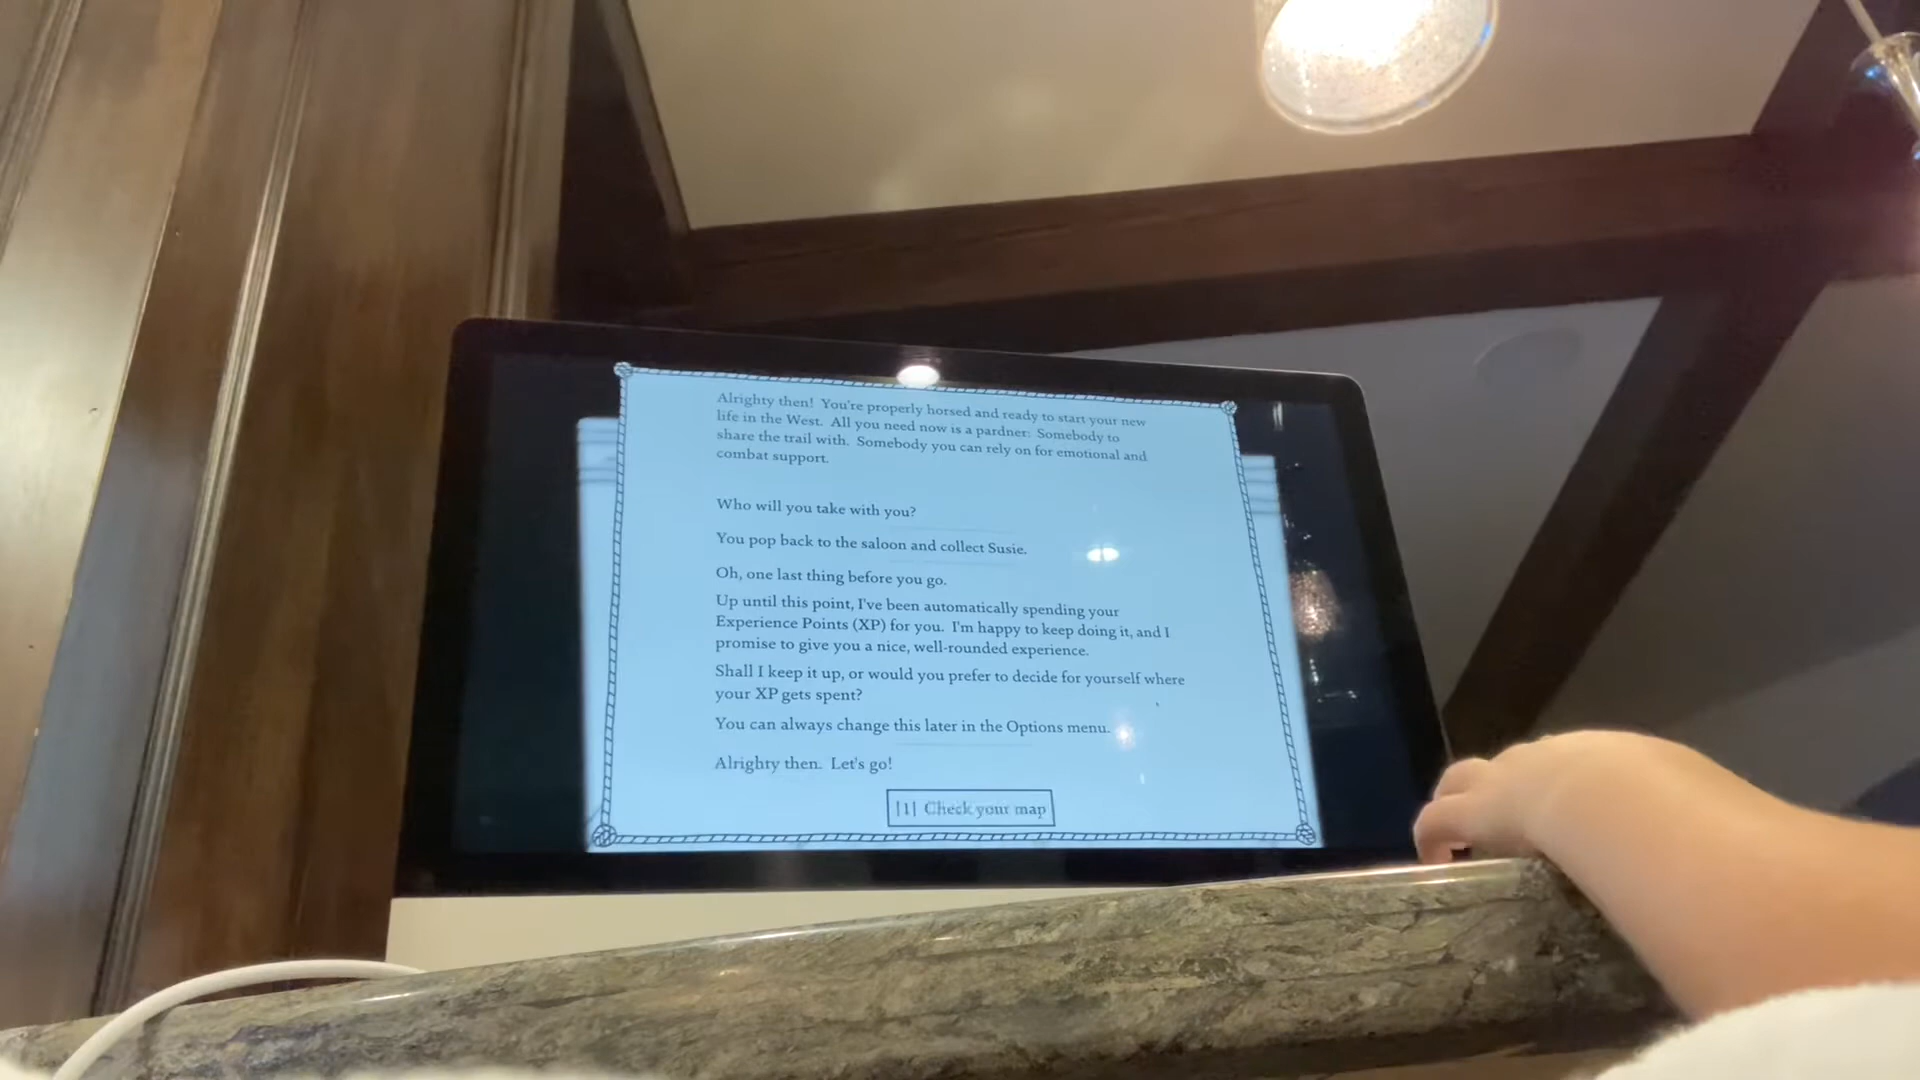 Alrighty then!  You're properly horsed and ready to start your new
life in the West.  All you need now is a pardner:  Somebody to
share the trail with.  Somebody you can rely on for emotional and
combat support.
Who will you take with you?
You pop back to the saloon and collect Susie.
Oh, one last thing before you go.
Up until this point, I've been automatically spending your
Experience Points (XP) for you.  I'm happy to keep doing it, and I
promise to give you a nice, well-rounded experience.
Shall I keep it up, or would you prefer to decide for yourself where
your XP gets spent?
You can always change this later in the Options menu.
Alrighty then.  Let's go!
[1] Check your map